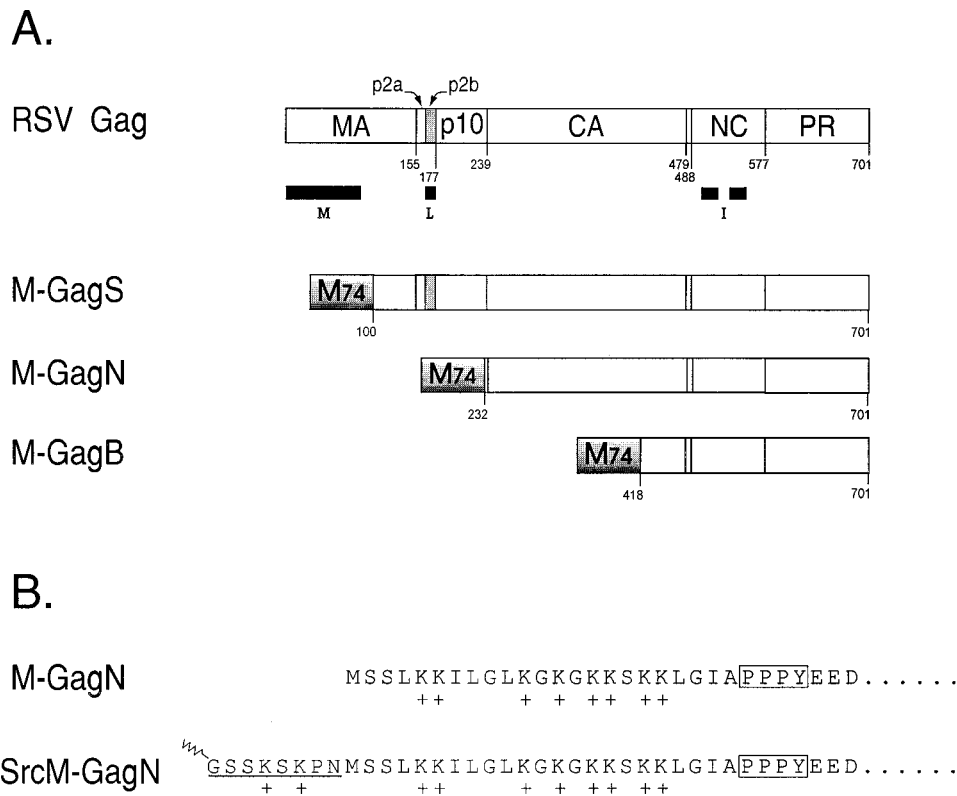 A.
p2a p2b
RSV Gag MA p10 CA NC PR
155 177 239 479 488 577 701
M L I
M-GagS M74
100 701
M-GagN M74
232 701
M-GagB M74
418 701
B.
M-GagN MSSLKKILGLKGKGKKSKKLGIAPPPYEED......
++ + + ++ ++
SrcM-GagN GSSKSKPNMSSLKKILGLKGKGKKSKKLGIAPPPYEED......
+ + ++ + + ++ ++